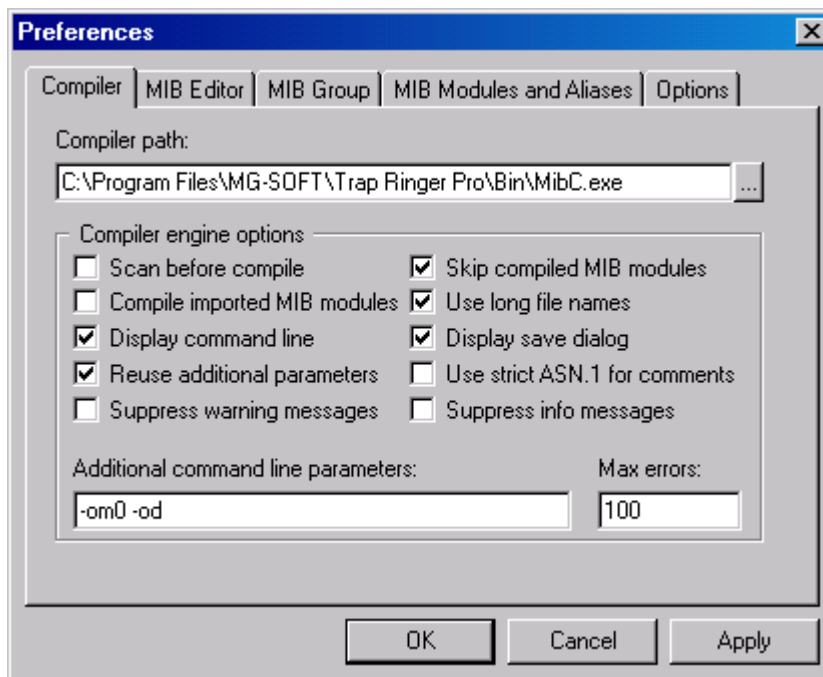 Preferences
Compiler MIB Editor MIB Group MIB Modules and Aliases Options
Compiler path:
C:\Program Files\MG-SOFT\Trap Ringer Pro\Bin\MibC.exe ...
Compiler engine options
Scan before compile Skip compiled MIB modules
Compile imported MIB modules Use long file names
Display command line Display save dialog
Reuse additional parameters Use strict ASN.1 for comments
Suppress warning messages Suppress info messages
Additional command line parameters: Max errors:
-om0 -od 100
OK Cancel Apply